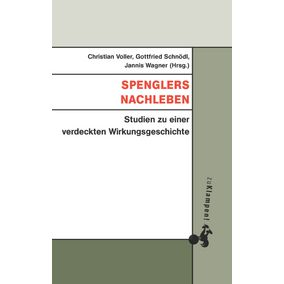 Christian Voller, Gottfried Schnödl,
Jannis Wagner (Hrsg.)
SPENGLERS
NACHLEBEN
Studien zu einer
verdeckten Wirkungsgeschichte
zu Klampen!